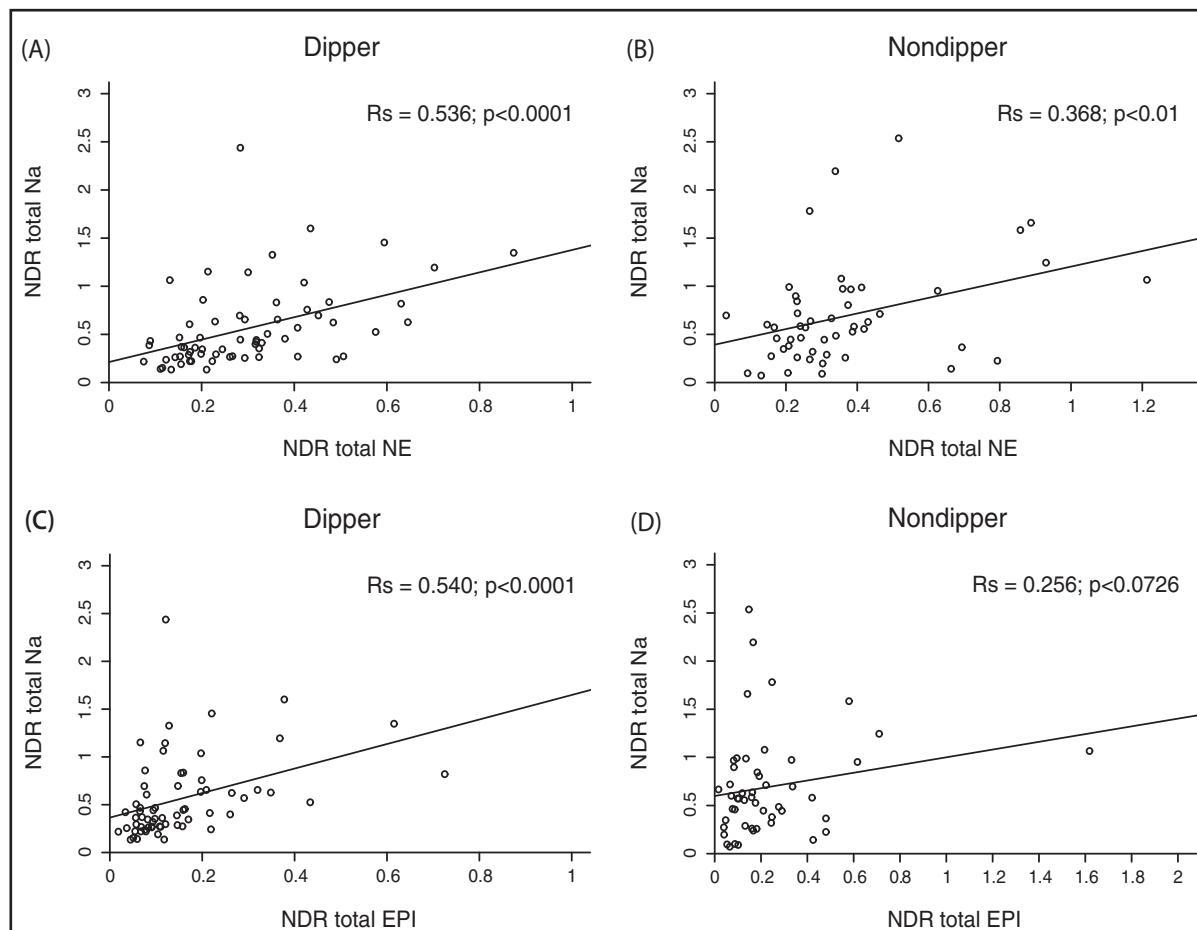 (A)
Dipper
Rs = 0.536; p<0.0001
NDR total Na
3
2.5
2
1.5
1
0.5
0
0 0.2 0.4 0.6 0.8 1
NDR total NE
(B)
Nondipper
Rs = 0.368; p<0.01
NDR total Na
3
2.5
2
1.5
1
0.5
0
0 0.2 0.4 0.6 0.8 1 1.2
NDR total NE
(C)
Dipper
Rs = 0.540; p<0.0001
NDR total Na
3
2.5
2
1.5
1
0.5
0
0 0.2 0.4 0.6 0.8 1
NDR total EPI
(D)
Nondipper
Rs = 0.256; p<0.0726
NDR total Na
3
2.5
2
1.5
1
0.5
0
0 0.2 0.4 0.6 0.8 1 1.2 1.4 1.6 1.8 2
NDR total EPI